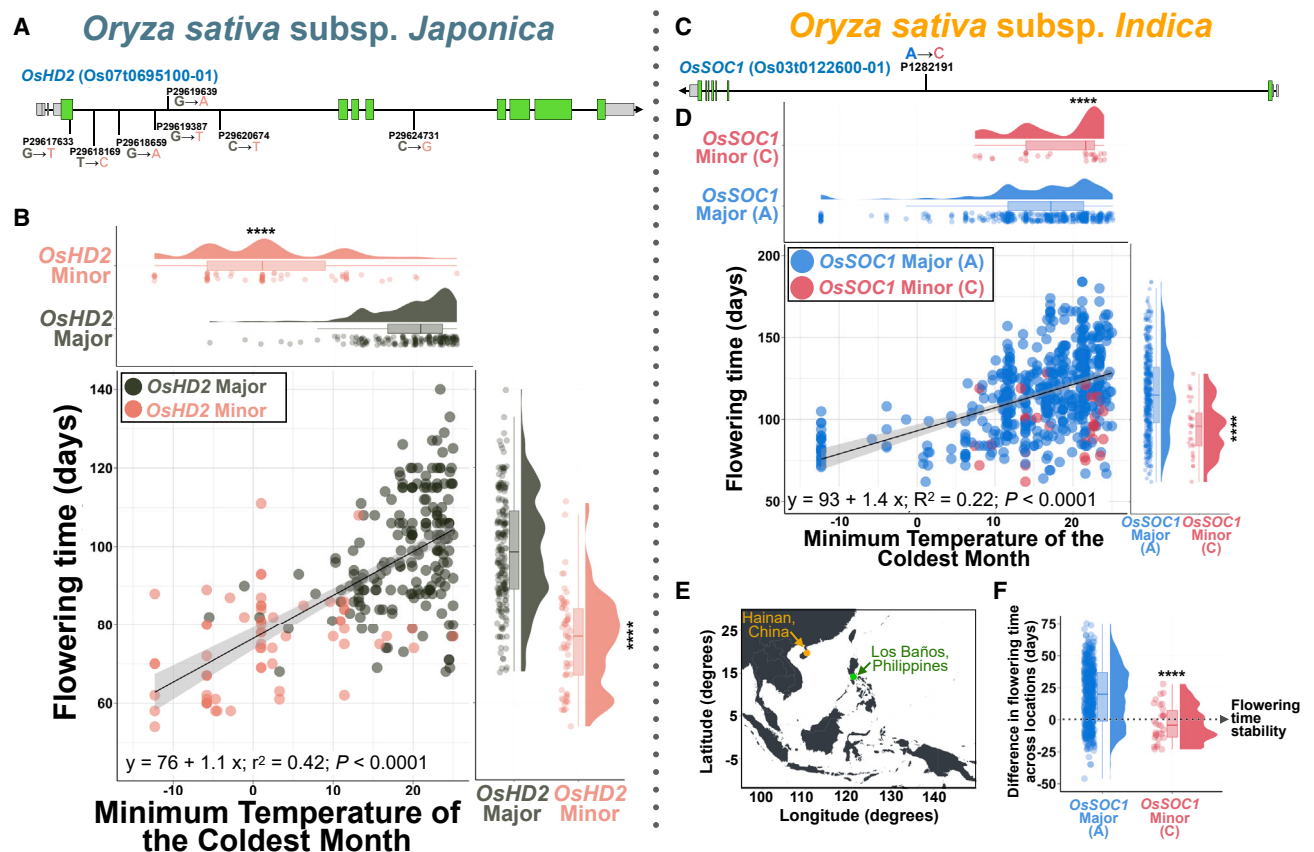 A
Oryza sativa subsp. Japonica
OsHD2 (Os07t0695100-01)
P29619639
G→A
P29617633
G→T
P29618169
T→C
P29618659
G→A
P29619387
G→T
P29620674
C→T
P29624731
C→G
B
****
OsHD2
Minor
OsHD2
Major
OsHD2 Major
OsHD2 Minor
Flowering time (days)
140
120
100
80
60
y = 76 + 1.1 x; r² = 0.42; P < 0.0001
-10
0
10
20
Minimum Temperature of
the Coldest Month
****
OsHD2
Major
OsHD2
Minor
C
Oryza sativa subsp. Indica
OsSOC1 (Os03t0122600-01)
A→C
P1282191
D
****
OsSOC1
Minor (C)
OsSOC1
Major (A)
OsSOC1 Major (A)
OsSOC1 Minor (C)
Flowering time (days)
200
150
100
50
y = 93 + 1.4 x; R² = 0.22; P < 0.0001
-10
0
10
20
Minimum Temperature of the
Coldest Month
****
OsSOC1
Major
(A)
OsSOC1
Minor
(C)
E
Hainan,
China
Los Baños,
Philippines
Latitude (degrees)
25
15
5
-5
100
110
120
130
140
Longitude (degrees)
F
Difference in flowering time
across locations (days)
75
50
25
0
-25
-50
****
Flowering
time
stability
OsSOC1
Major
(A)
OsSOC1
Minor
(C)